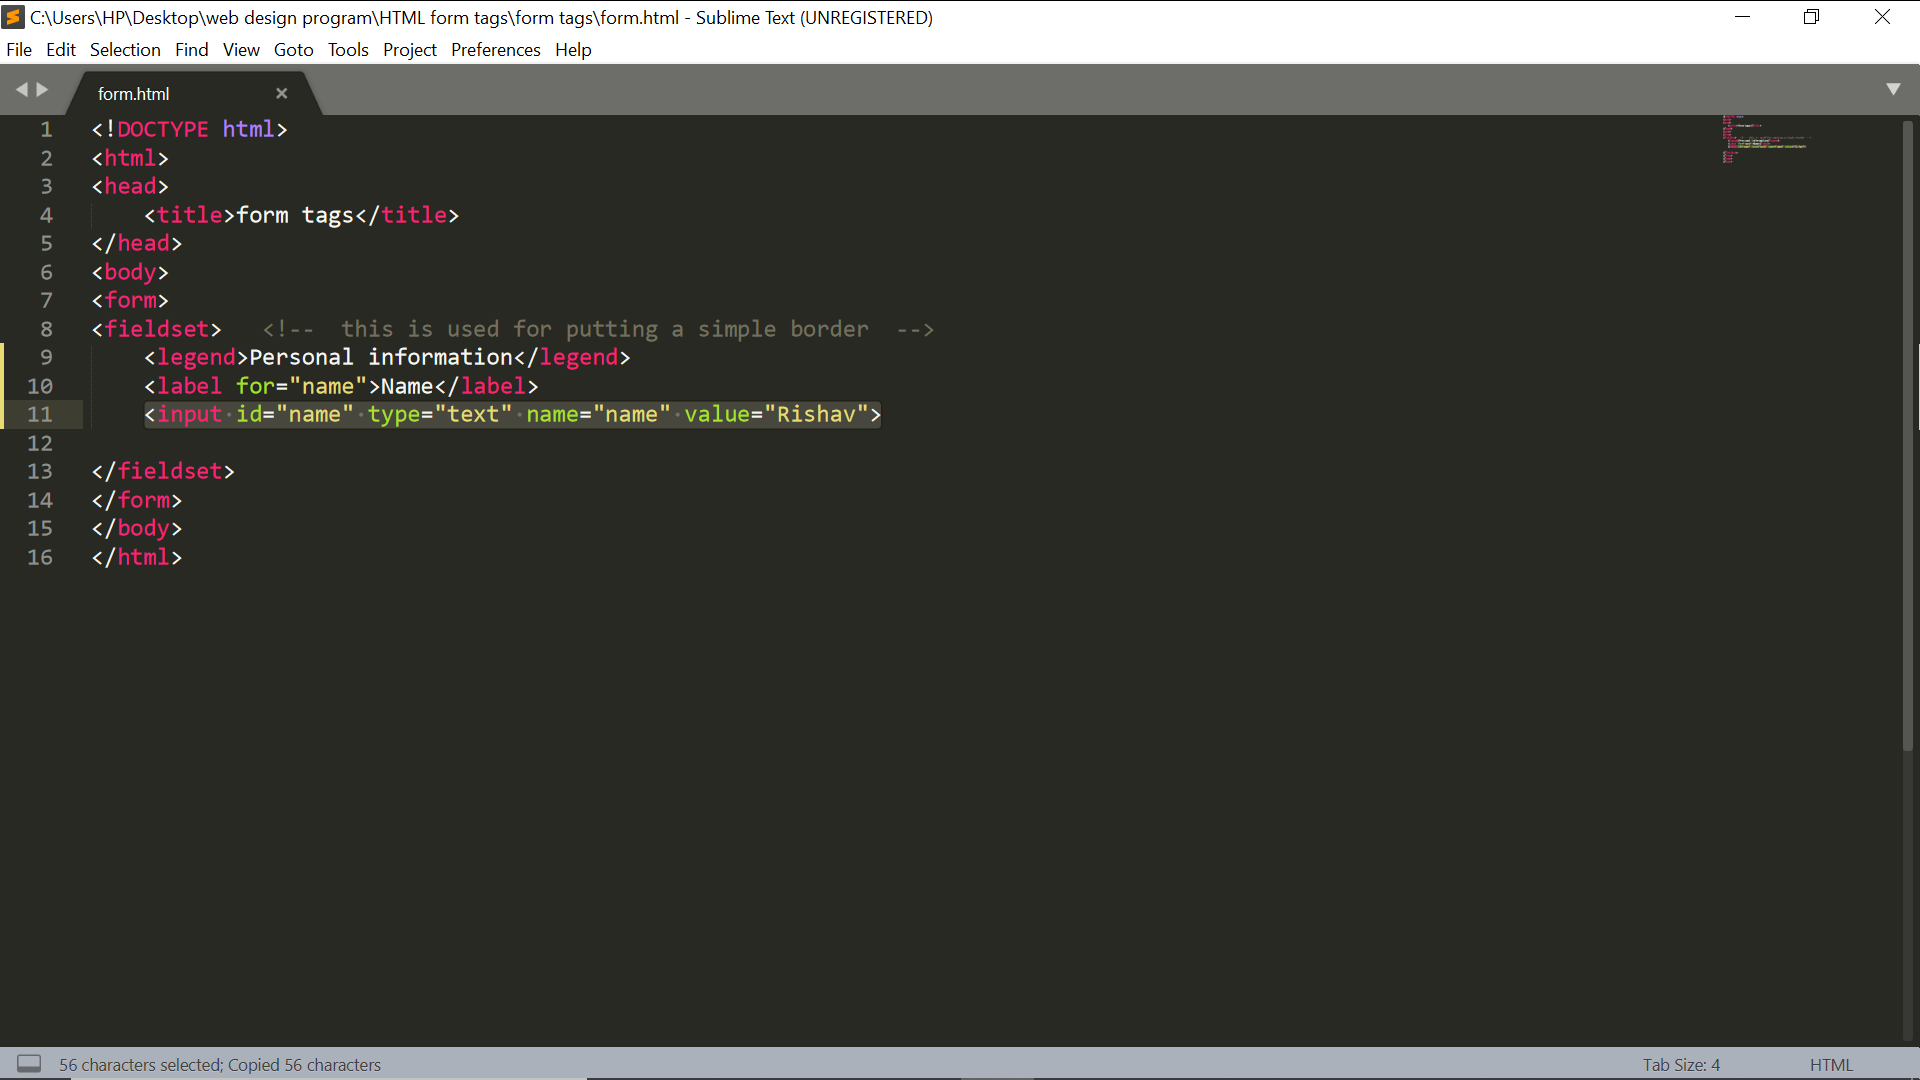 C:\Users\HP\Desktop\web design program\HTML form tags\form tags\form.html - Sublime Text (UNREGISTERED)
File Edit Selection Find View Goto Tools Project Preferences Help
form.html
1 <!DOCTYPE html>
2 <html>
3 <head>
4 <title>form tags</title>
5 </head>
6 <body>
7 <form>
8 <fieldset> <!-- this is used for putting a simple border -->
9 <legend>Personal information</legend>
10 <label for="name">Name</label>
11 <input id="name" type="text" name="name" value="Rishav">
12
13 </fieldset>
14 </form>
15 </body>
16 </html>
56 characters selected; Copied 56 characters Tab Size: 4 HTML